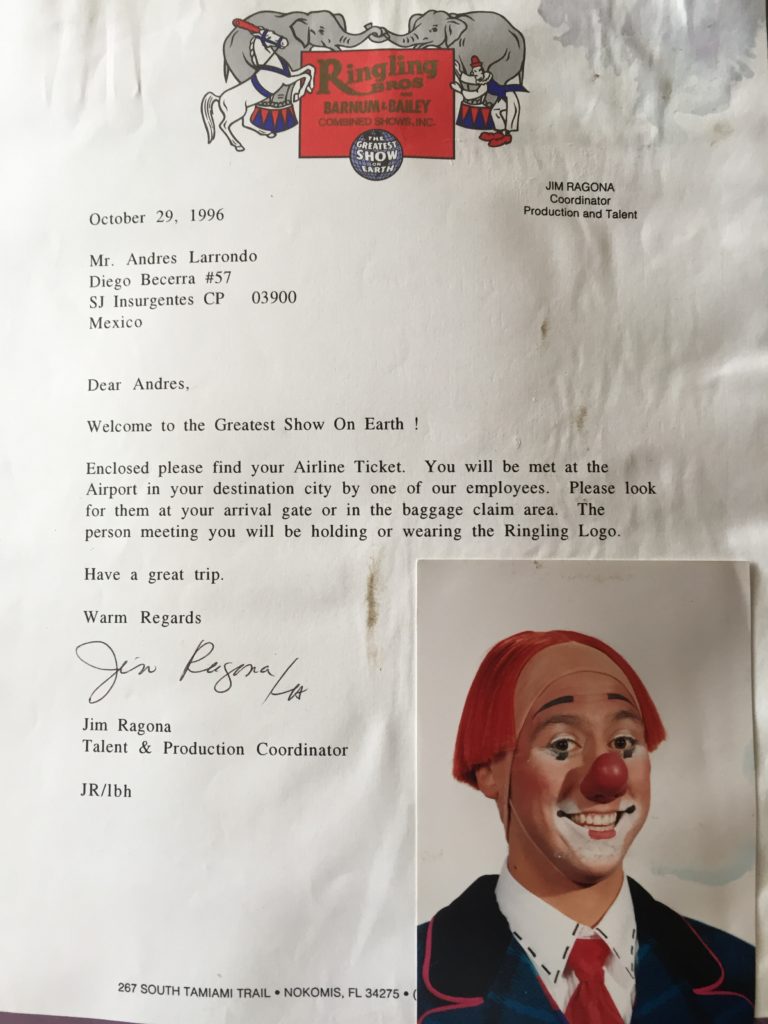 Ringling
BROS
AND
BARNUM & BAILEY
COMBINED SHOWS, INC.
THE
GREATEST
SHOW
ON
EARTH
JIM RAGONA
Coordinator
Production and Talent
October 29, 1996
Mr. Andres Larrondo
Diego Becerra #57
SJ Insurgentes CP 03900
Mexico
Dear Andres,
Welcome to the Greatest Show On Earth !
Enclosed please find your Airline Ticket. You will be met at the
Airport in your destination city by one of our employees. Please look
for them at your arrival gate or in the baggage claim area. The
person meeting you will be holding or wearing the Ringling Logo.
Have a great trip.
Warm Regards
Jim Ragona
Jim Ragona
Talent & Production Coordinator
JR/lbh
267 SOUTH TAMIAMI TRAIL • NOKOMIS, FL 34275 • (